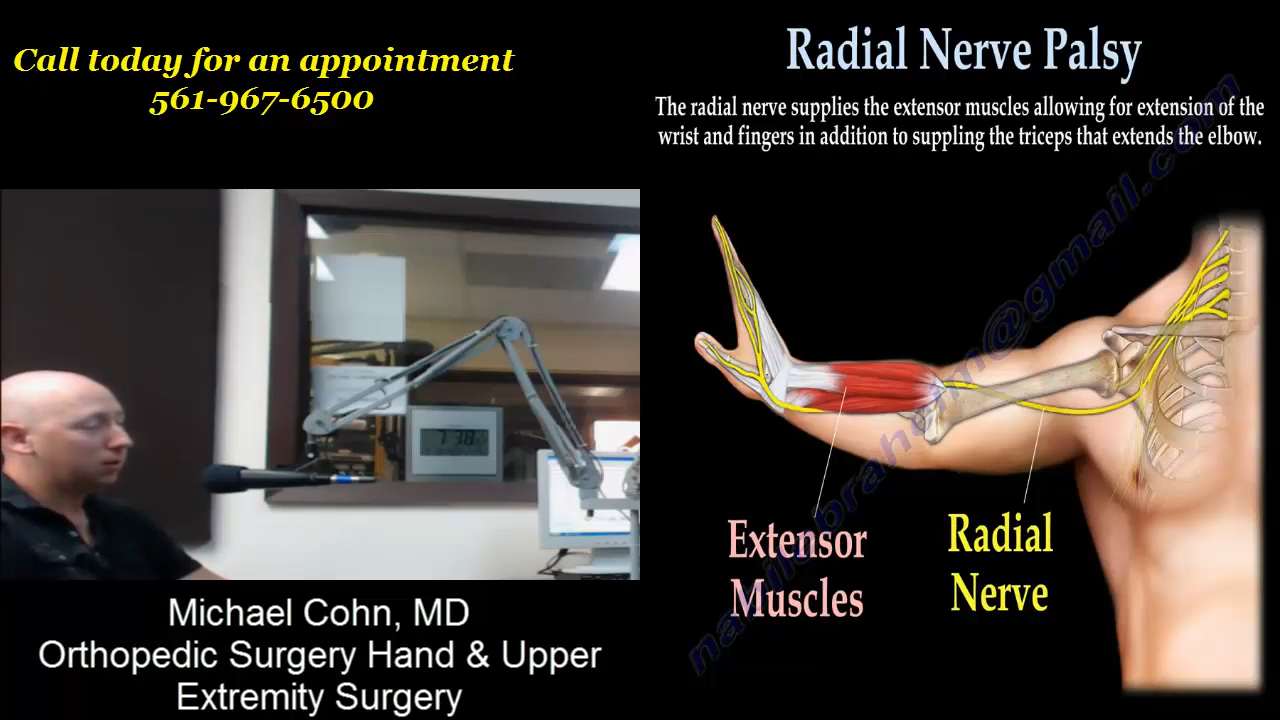 Call today for an appointment
561-967-6500
Michael Cohn, MD
Orthopedic Surgery Hand & Upper
Extremity Surgery
Radial Nerve Palsy
The radial nerve supplies the extensor muscles allowing for extension of the
wrist and fingers in addition to suppling the triceps that extends the elbow.
Extensor
Muscles
Radial
Nerve
7:38